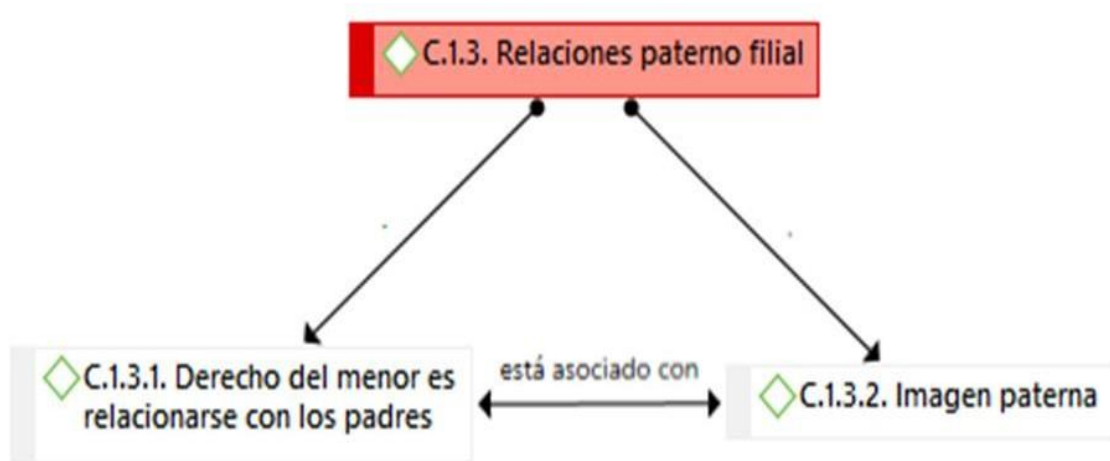 C.1.3. Relaciones paterno filial
C.1.3.1. Derecho del menor es
relacionarse con los padres
está asociado con
C.1.3.2. Imagen paterna